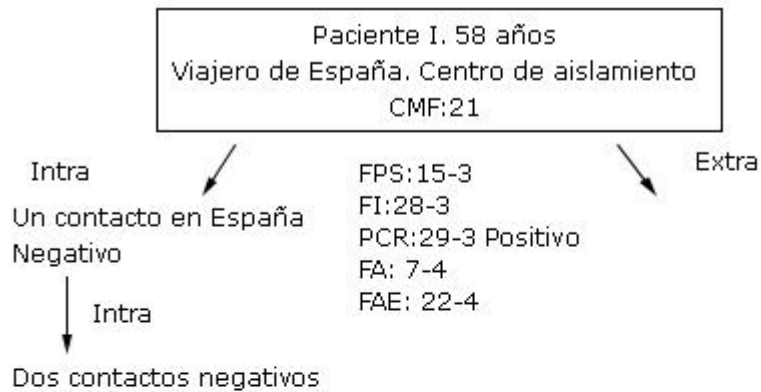 Paciente I. 58 años
Viajero de España. Centro de aislamiento
CMF:21
Intra
Extra
Un contacto en España
Negativo
FPS:15-3
FI:28-3
PCR:29-3 Positivo
FA: 7-4
FAE: 22-4
Intra
Dos contactos negativos